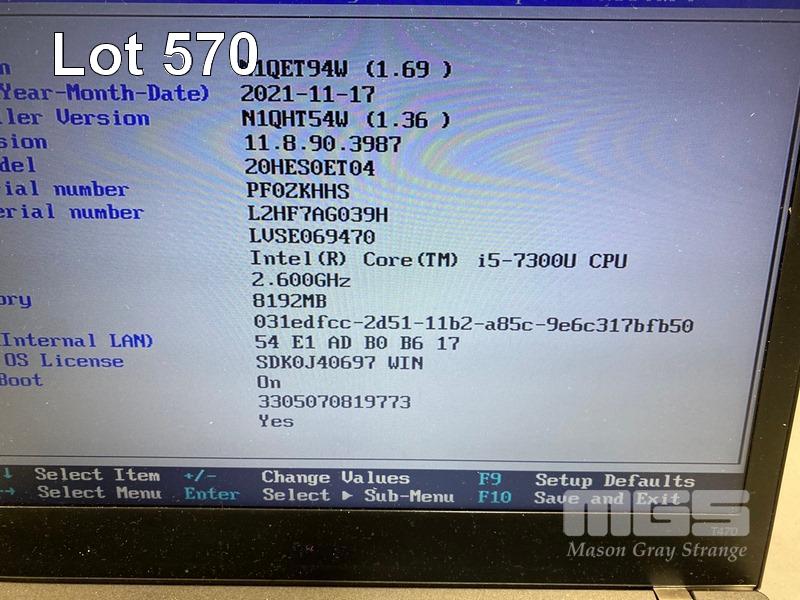 Lot 570
N1QET94W (1.69 )
Year-Month-Date) 2021-11-17
ler Version N1QHT54W (1.36 )
sion 11.8.90.3987
del 20HES0ET04
ial number PF0ZKHHS
erial number L2HF7AG039H
LVSE069470
Intel(R) Core(TM) i5-7300U CPU
2.600GHz
ory 8192MB
031edfcc-2d51-11b2-a85c-9e6c317bfb50
Internal LAN) 54 E1 AD B0 B6 17
OS License SDK0J40697 WIN
Boot On
3305070819773
Yes
↓ Select Item +/- Change Values F9 Setup Defaults
→ Select Menu Enter Select ▶ Sub-Menu F10 Save and Exit
MGS
T470
Mason Gray Strange